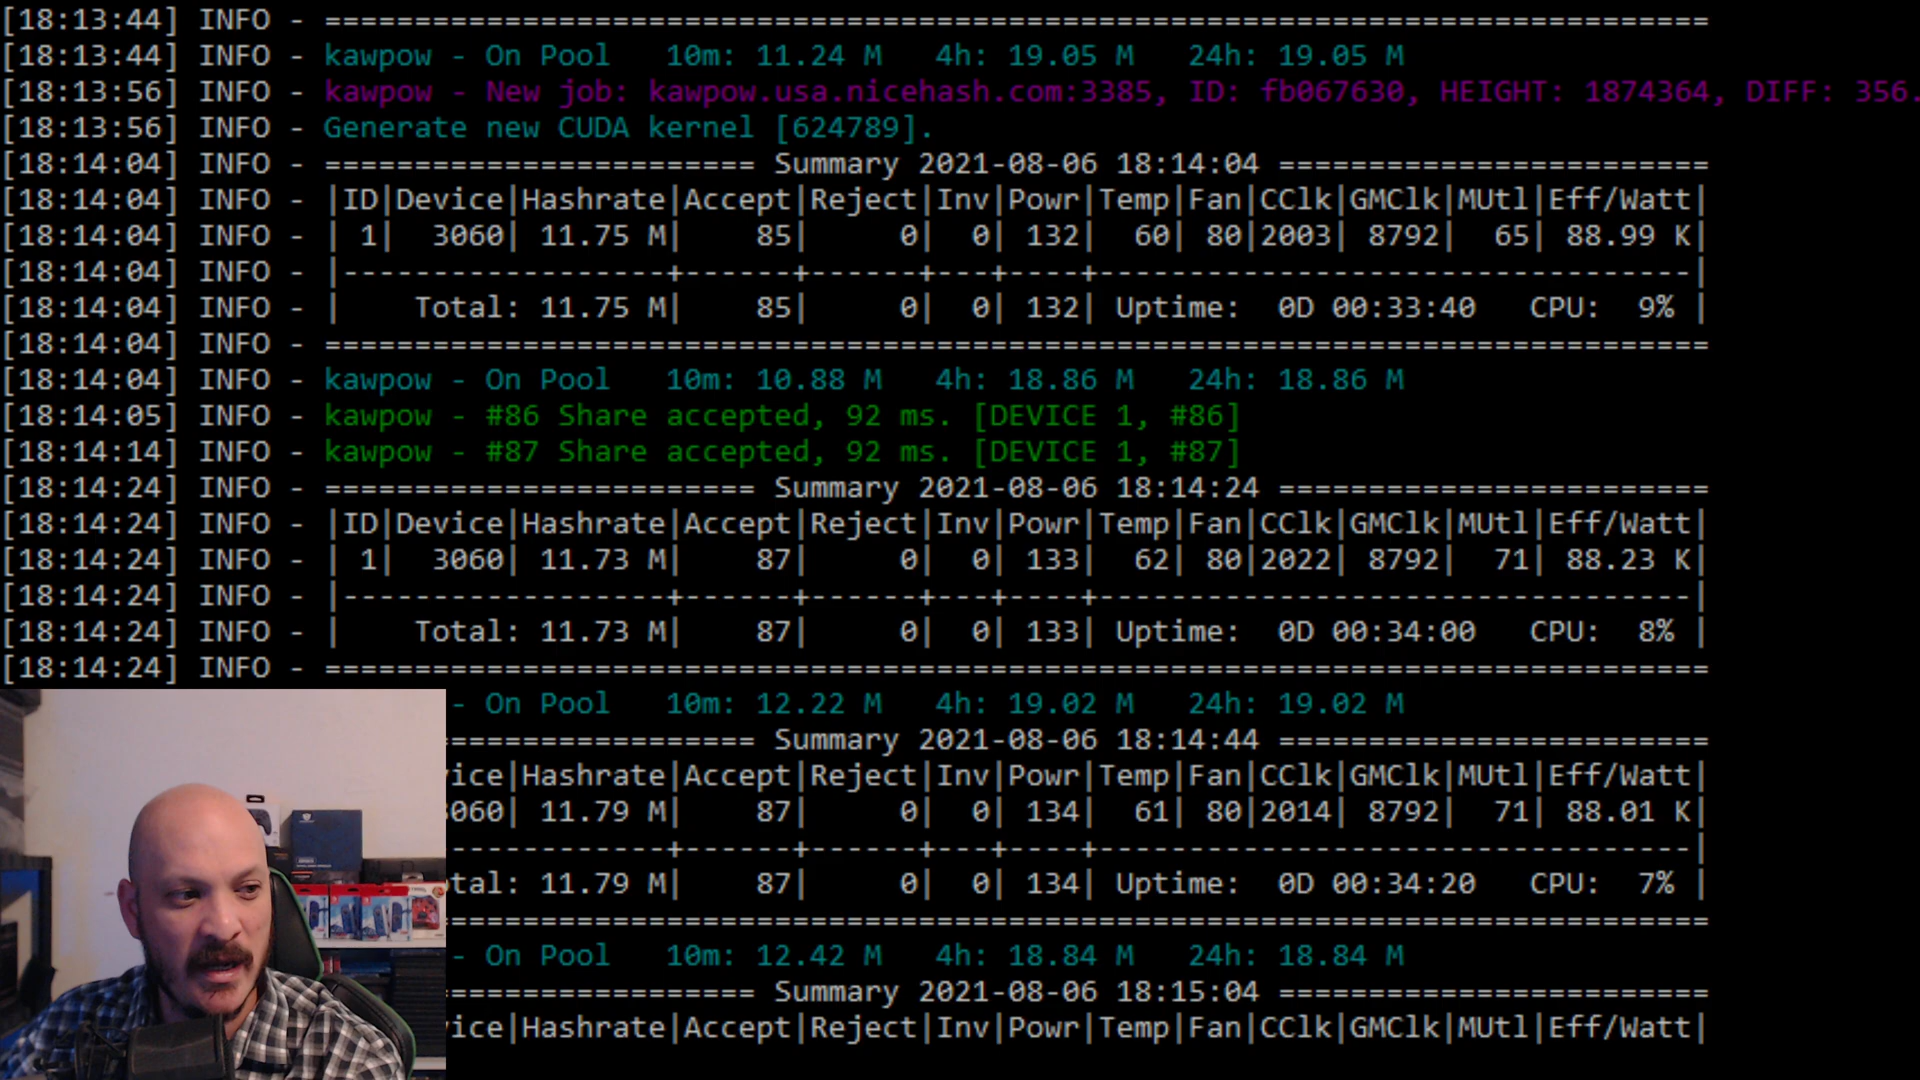 [18:13:44] INFO - =============================================================================
[18:13:44] INFO - kawpow - On Pool   10m: 11.24 M   4h: 19.05 M   24h: 19.05 M
[18:13:56] INFO - kawpow - New job: kawpow.usa.nicehash.com:3385, ID: fb067630, HEIGHT: 1874364, DIFF: 356.
[18:13:56] INFO - Generate new CUDA kernel [624789].
[18:14:04] INFO - ======================== Summary 2021-08-06 18:14:04 ========================
[18:14:04] INFO - |ID|Device|Hashrate|Accept|Reject|Inv|Powr|Temp|Fan|CClk|GMClk|MUtl|Eff/Watt|
[18:14:04] INFO - | 1|  3060| 11.75 M|    85|     0|  0| 132|  60| 80|2003| 8792|  65| 88.99 K|
[18:14:04] INFO - |------------------+------+------+---+----+---------------------------------|
[18:14:04] INFO - |    Total: 11.75 M|    85|     0|  0| 132| Uptime:  0D 00:33:40   CPU:  9% |
[18:14:04] INFO - =============================================================================
[18:14:04] INFO - kawpow - On Pool   10m: 10.88 M   4h: 18.86 M   24h: 18.86 M
[18:14:05] INFO - kawpow - #86 Share accepted, 92 ms. [DEVICE 1, #86]
[18:14:14] INFO - kawpow - #87 Share accepted, 92 ms. [DEVICE 1, #87]
[18:14:24] INFO - ======================== Summary 2021-08-06 18:14:24 ========================
[18:14:24] INFO - |ID|Device|Hashrate|Accept|Reject|Inv|Powr|Temp|Fan|CClk|GMClk|MUtl|Eff/Watt|
[18:14:24] INFO - | 1|  3060| 11.73 M|    87|     0|  0| 133|  62| 80|2022| 8792|  71| 88.23 K|
[18:14:24] INFO - |------------------+------+------+---+----+---------------------------------|
[18:14:24] INFO - |    Total: 11.73 M|    87|     0|  0| 133| Uptime:  0D 00:34:00   CPU:  8% |
[18:14:24] INFO - =============================================================================
- On Pool   10m: 12.22 M   4h: 19.02 M   24h: 19.02 M
================= Summary 2021-08-06 18:14:44 ========================
vice|Hashrate|Accept|Reject|Inv|Powr|Temp|Fan|CClk|GMClk|MUtl|Eff/Watt|
060| 11.79 M|    87|     0|  0| 134|  61| 80|2014| 8792|  71| 88.01 K|
------------+------+------+---+----+---------------------------------|
otal: 11.79 M|    87|     0|  0| 134| Uptime:  0D 00:34:20   CPU:  7% |
======================================================================
- On Pool   10m: 12.42 M   4h: 18.84 M   24h: 18.84 M
================= Summary 2021-08-06 18:15:04 ========================
vice|Hashrate|Accept|Reject|Inv|Powr|Temp|Fan|CClk|GMClk|MUtl|Eff/Watt|